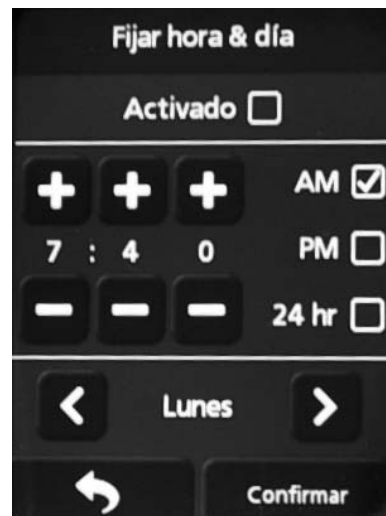 Fijar hora & día
Activado
AM
7 : 4 0
PM
24 hr
Lunes
Confirmar